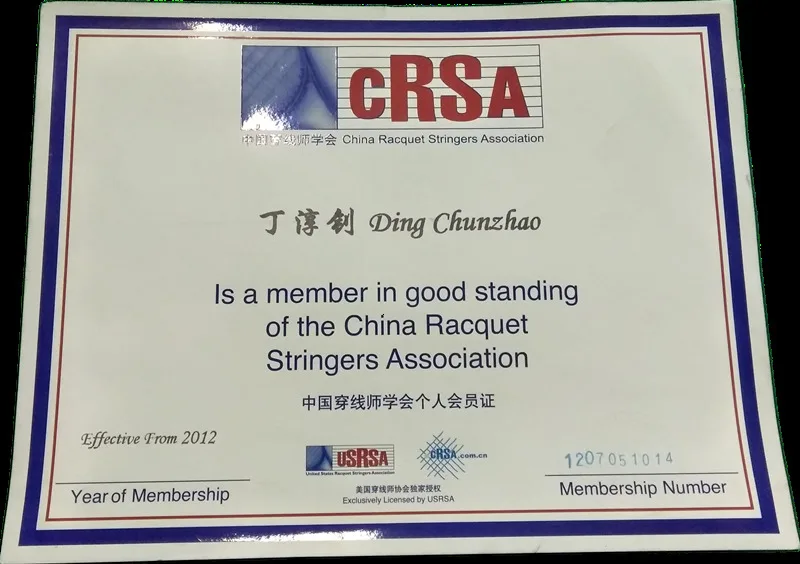 CRSA
中国穿线师学会 China Racquet Stringers Association
丁淳钊 Ding Chunzhao
Is a member in good standing
of the China Racquet
Stringers Association
中国穿线师学会个人会员证
Effective From 2012
Year of Membership
USRSA
United States Racquet Stringers Association
CRSA.com.cn
美国穿线师协会独家授权
Exclusively Licensed by USRSA
1207051014
Membership Number